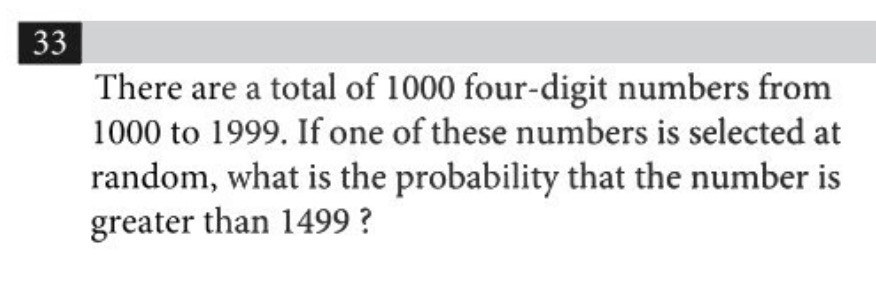 33
There are a total of 1000 four-digit numbers from
1000 to 1999. If one of these numbers is selected at
random, what is the probability that the number is
greater than 1499 ?